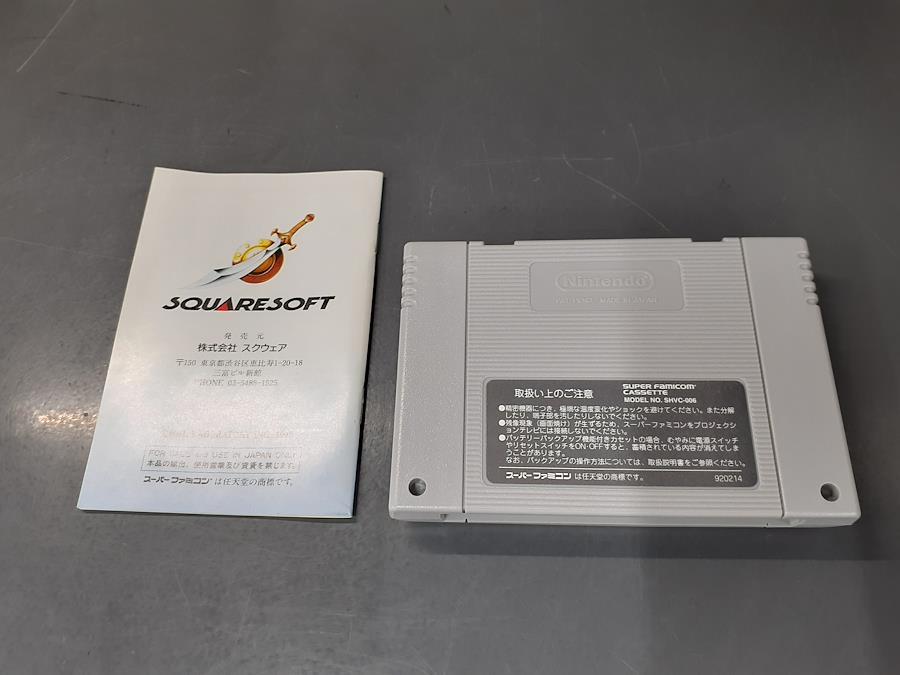 SQUARESOFT
発売元
株式会社 スクウェア
〒150 東京都渋谷区恵比寿1-20-18
三富ビル新館
PHONE 03-5489-1525
FOR SALE and USE IN JAPAN ONLY
本品の輸出、使用営業及び賃貸を禁じます。
スーパーファミコンは任天堂の商標です。
Nintendo
PAT. PEND. MADE IN JAPAN
取扱い上のご注意
SUPER FAMICOM
CASSETTE
MODEL NO. SHVC-006
●精密機器につき、極端な温度変化やショックを避けてください。また分解
したり、端子部を汚したりしないでください。
●残像現象(画面焼け)が生ずるため、スーパーファミコンをプロジェクショ
ンテレビには接続しないでください。
●バッテリーバックアップ機能付きカセットの場合、むやみに電源スイッチ
やリセットスイッチをON・OFFすると、蓄積されている内容が消えてしま
うことがあります。
なお、バックアップの操作方法については、取扱説明書をご参照ください。
スーパーファミコンは任天堂の商標です。
920214